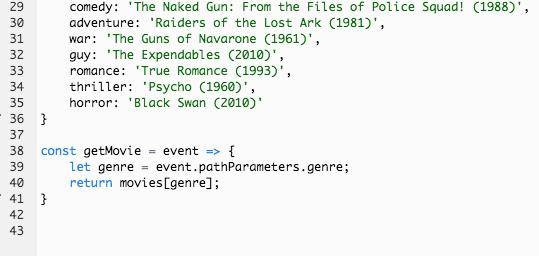 29 comedy: 'The Naked Gun: From the Files of Police Squad! (1988)',
30 adventure: 'Raiders of the Lost Ark (1981)',
31 war: 'The Guns of Navarone (1961)',
32 guy: 'The Expendables (2010)',
33 romance: 'True Romance (1993)',
34 thriller: 'Psycho (1960)',
35 horror: 'Black Swan (2010)'
36 }
37
38 const getMovie = event => {
39 let genre = event.pathParameters.genre;
40 return movies[genre];
41 }
42
43